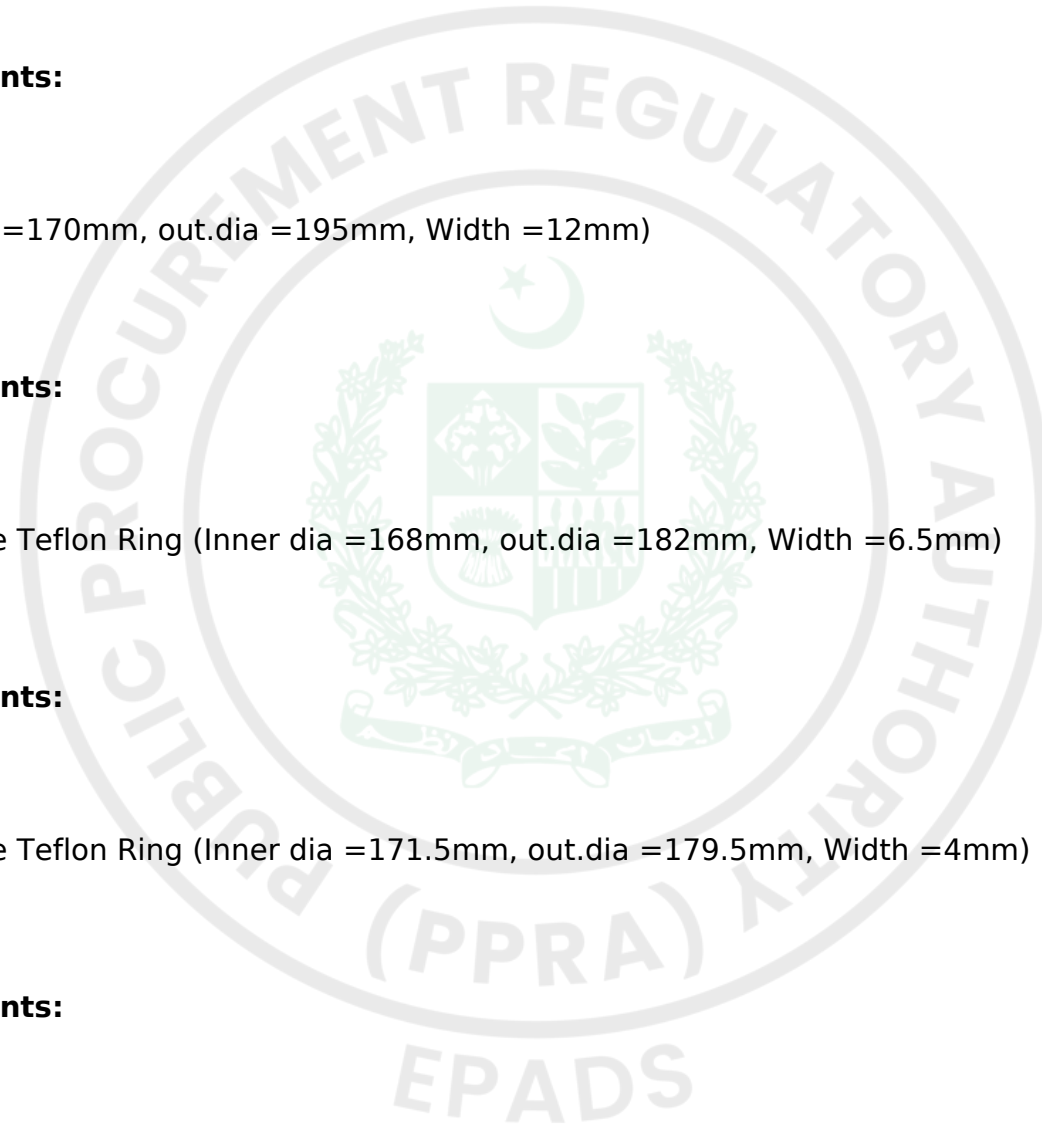 nts:
=170mm, out.dia =195mm, Width =12mm)
nts:
e Teflon Ring (Inner dia =168mm, out.dia =182mm, Width =6.5mm)
nts:
e Teflon Ring (Inner dia =171.5mm, out.dia =179.5mm, Width =4mm)
nts:
PUBLIC PROCUREMENT REGULATORY AUTHORITY
(PPRA)
EPADS